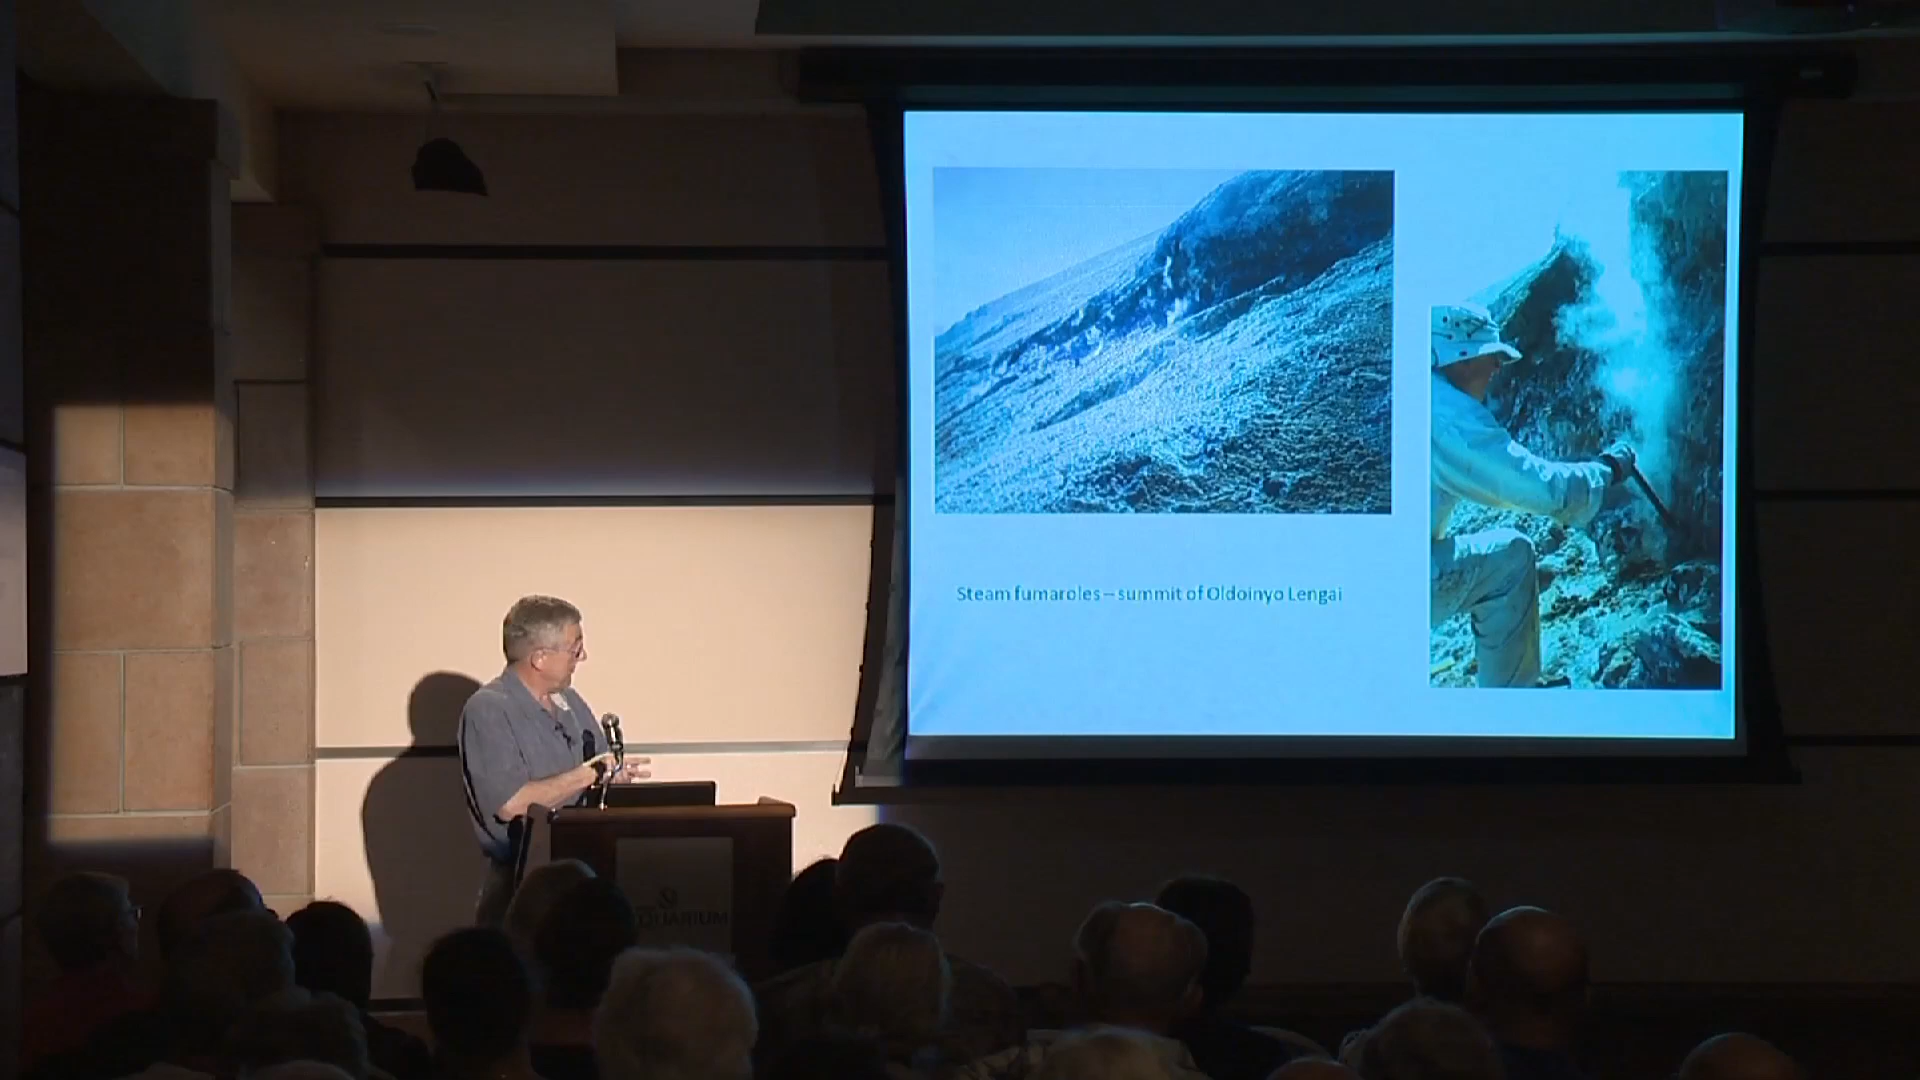 Steam fumaroles – summit of Oldoinyo Lengai